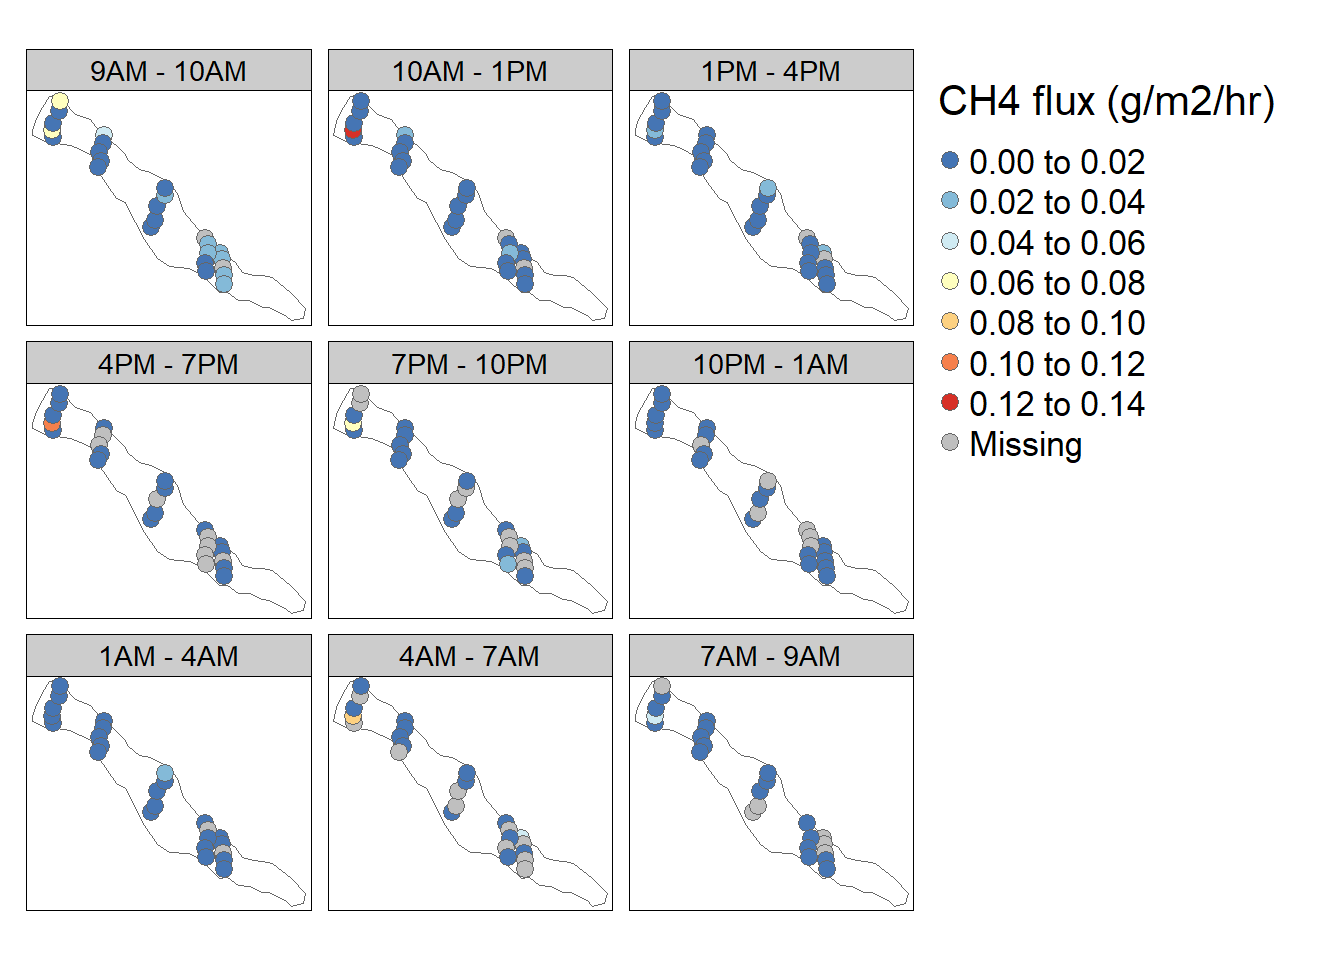 9AM - 10AM
10AM - 1PM
1PM - 4PM
4PM - 7PM
7PM - 10PM
10PM - 1AM
1AM - 4AM
4AM - 7AM
7AM - 9AM
CH4 flux (g/m2/hr)
0.00 to 0.02
0.02 to 0.04
0.04 to 0.06
0.06 to 0.08
0.08 to 0.10
0.10 to 0.12
0.12 to 0.14
Missing